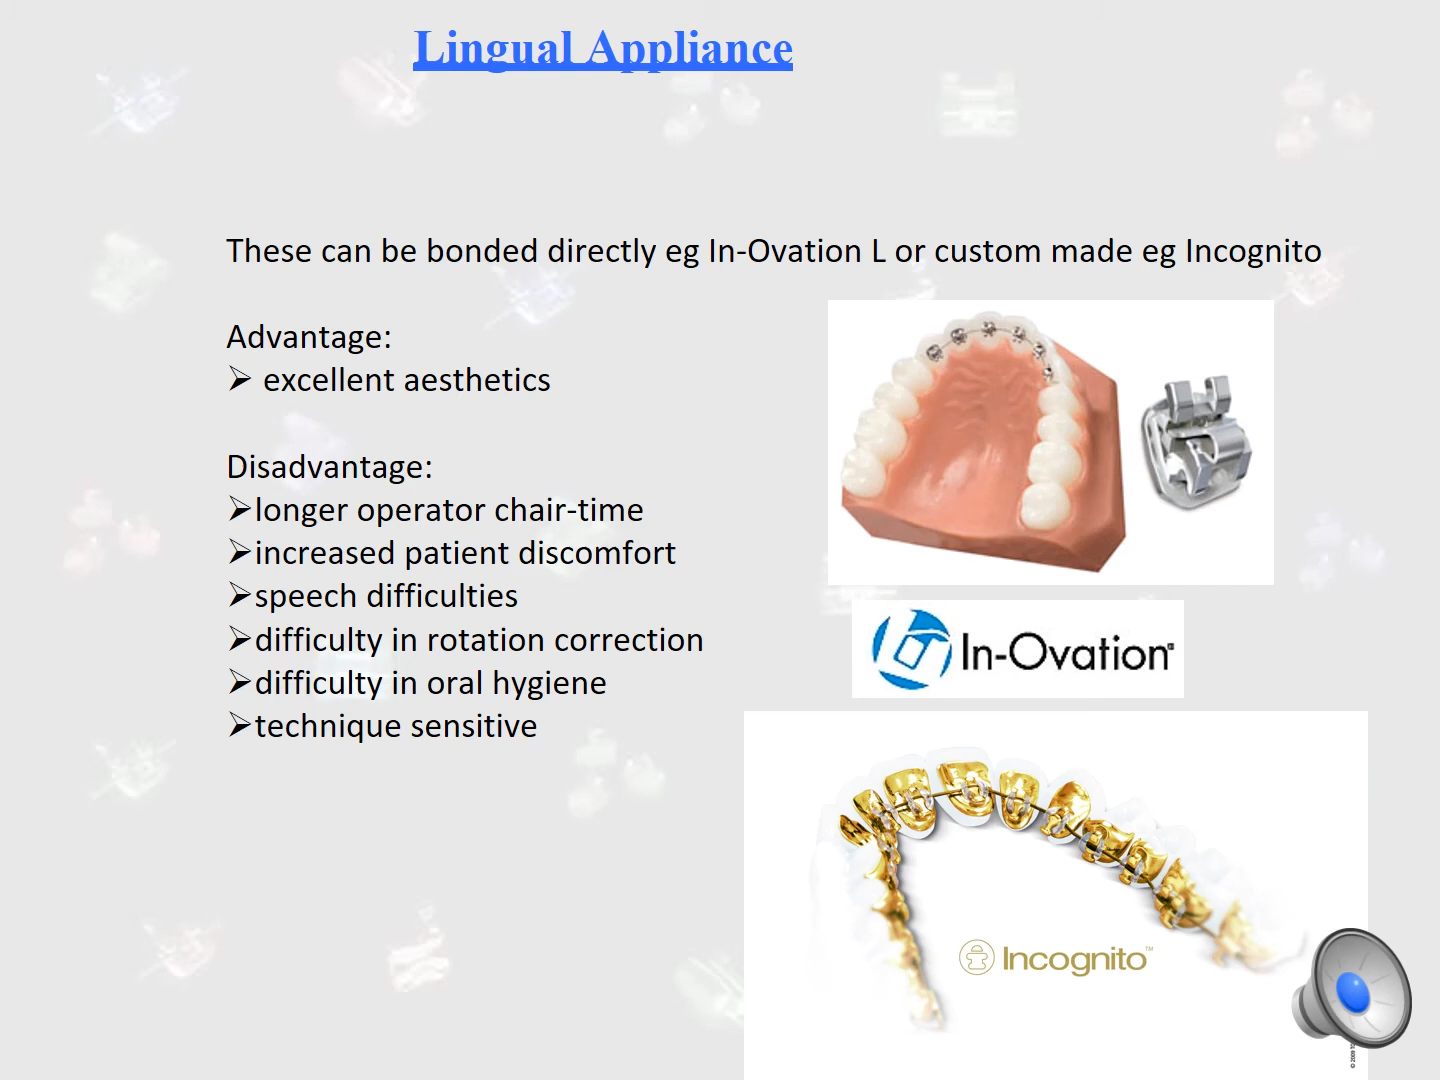 Lingual Appliance
These can be bonded directly eg In-Ovation L or custom made eg Incognito
Advantage:
➢ excellent aesthetics
Disadvantage:
➢longer operator chair-time
➢increased patient discomfort
➢speech difficulties
➢difficulty in rotation correction
➢difficulty in oral hygiene
➢technique sensitive
In-Ovation
Incognito™